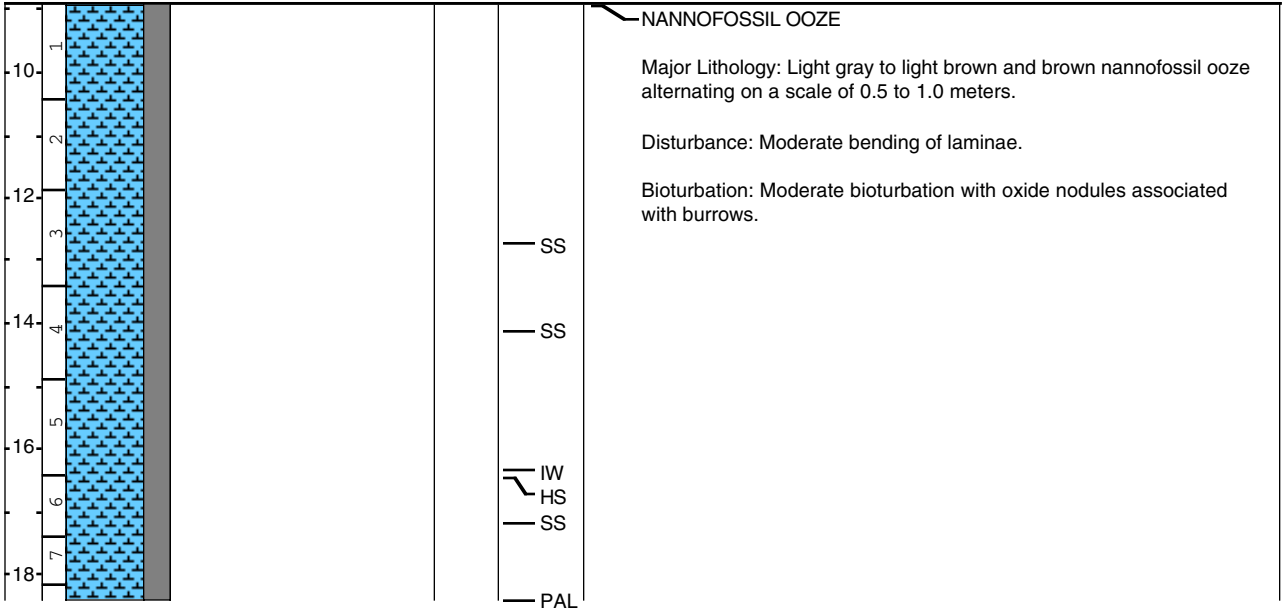 NANNOFOSSIL OOZE
Major Lithology: Light gray to light brown and brown nannofossil ooze
alternating on a scale of 0.5 to 1.0 meters.
Disturbance: Moderate bending of laminae.
Bioturbation: Moderate bioturbation with oxide nodules associated
with burrows.
1
10
2
12
3
SS
14
4
SS
5
16
IW
HS
6
SS
7
18
PAL